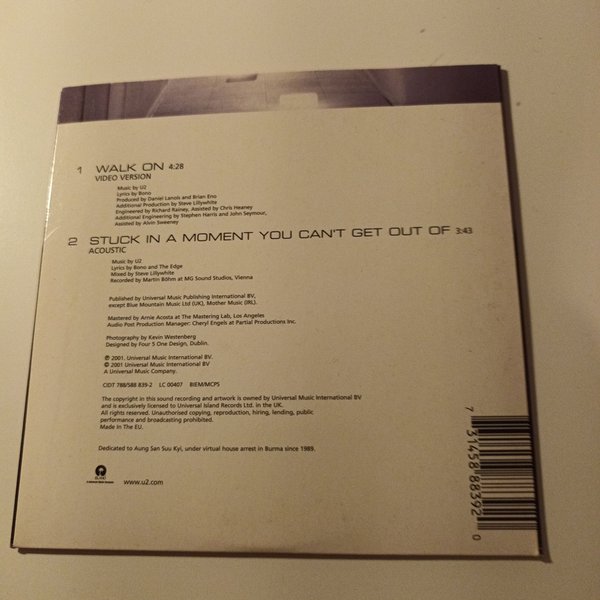 1 WALK ON 4:28
VIDEO VERSION
Music by U2
Lyrics by Bono
Produced by Daniel Lanois and Brian Eno
Additional Production by Steve Lillywhite
Engineered by Richard Rainey, Assisted by Chris Heaney
Additional Engineering by Stephen Harris and John Seymour,
Assisted by Alvin Sweeney
2 STUCK IN A MOMENT YOU CAN'T GET OUT OF 3:43
ACOUSTIC
Music by U2
Lyrics by Bono and The Edge
Mixed by Steve Lillywhite
Recorded by Martin Böhm at MG Sound Studios, Vienna
Published by Universal Music Publishing International BV,
except Blue Mountain Music Ltd (UK), Mother Music (IRL).
Mastered by Arnie Acosta at The Mastering Lab, Los Angeles
Audio Post Production Manager: Cheryl Engels at Partial Productions Inc.
Photography by Kevin Westenberg
Designed by Four 5 One Design, Dublin.
℗ 2001. Universal Music International BV.
© 2001 Universal Music International BV
A Universal Music Company.
CIDT 788/588 839-2 LC 00407 BIEM/MCPS
The copyright in this sound recording and artwork is owned by Universal Music International BV
and is exclusively licensed to Universal Island Records Ltd. in the UK.
All rights reserved. Unauthorised copying, reproduction, hiring, lending, public
performance and broadcasting prohibited.
Made In The EU.
Dedicated to Aung San Suu Kyi, under virtual house arrest in Burma since 1989.
ISLAND
www.u2.com
7 31458 88392 0